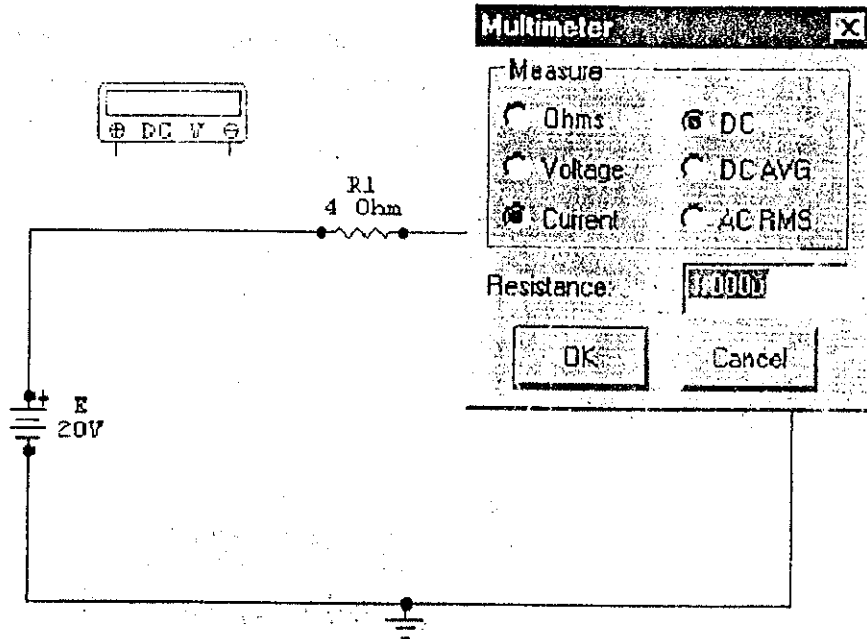 Multimeter
Measure
Ohms
DC
Voltage
DC AVG
Current
AC RMS
Resistance:
OK
Cancel
⊕ DC V ⊖
R1
4 Ohm
+
E
20V